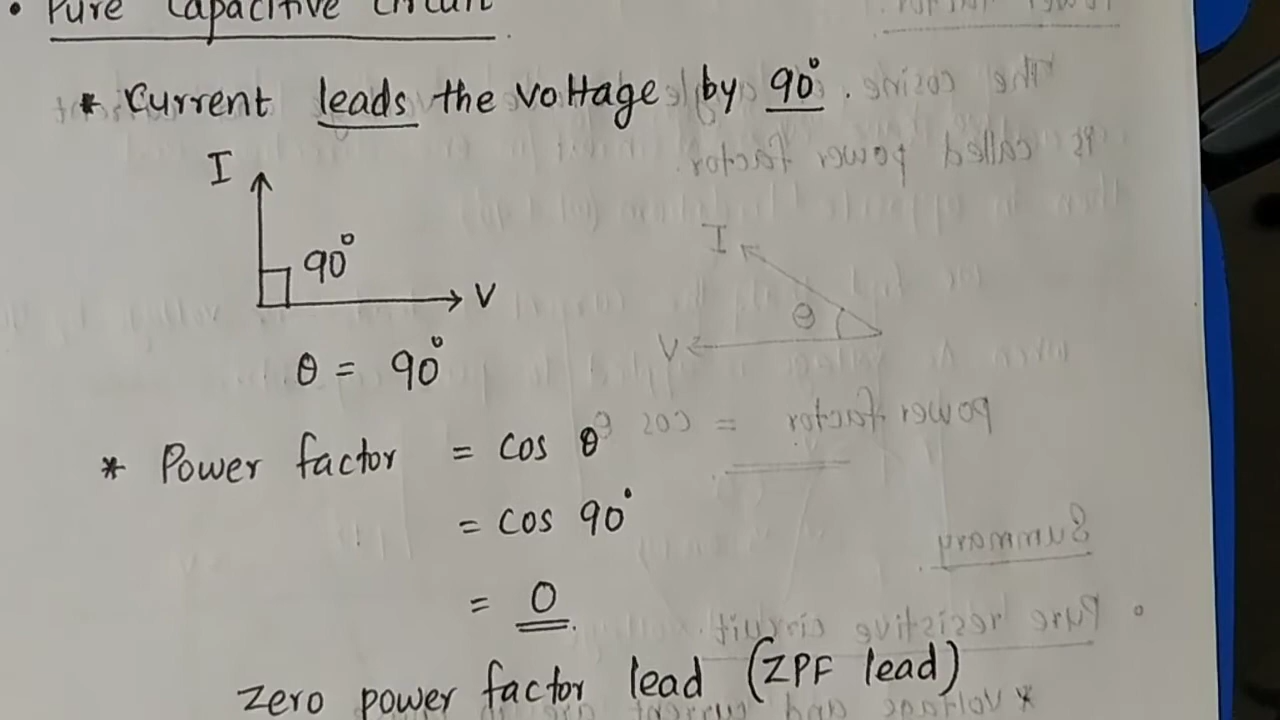 • Pure Capacitive Circuit
* Current leads the voltage by 90°.
I
90°
V
θ = 90°
* Power factor = cos θ
= cos 90°
= 0
Zero power factor lead (ZPF lead)